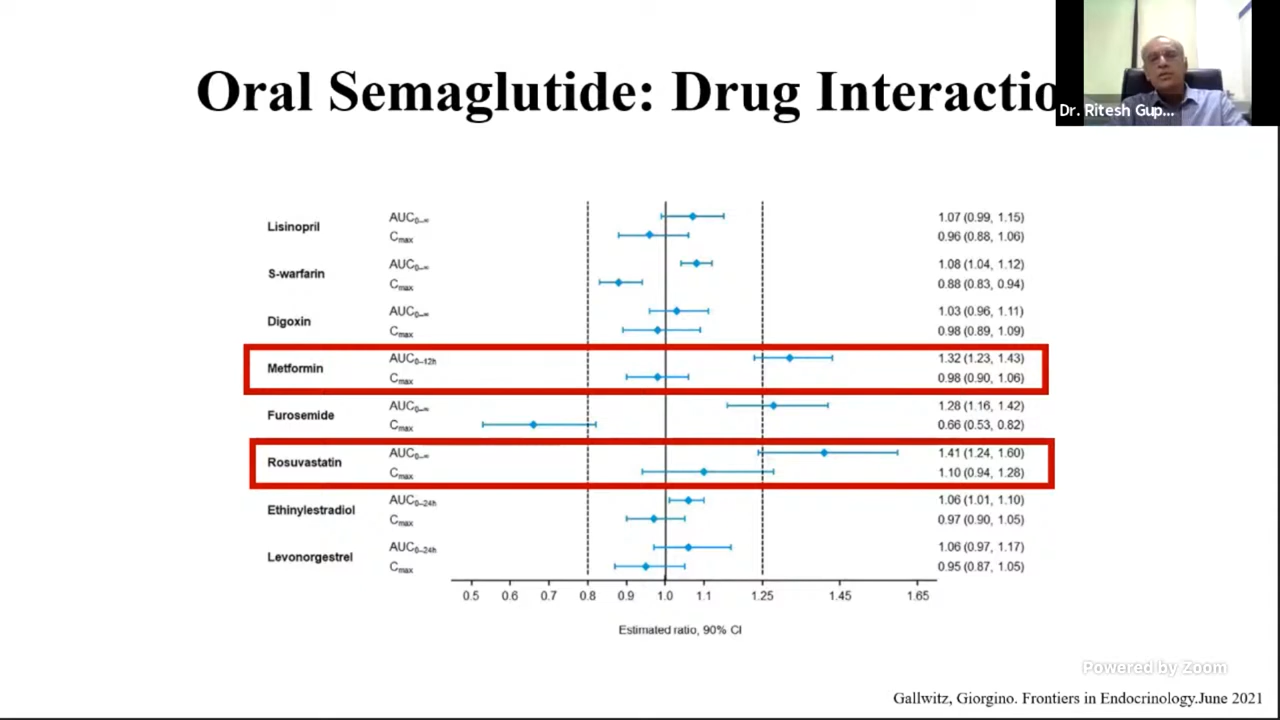 Oral Semaglutide: Drug Interactio
Dr. Ritesh Gup...
Lisinopril AUC0–∞ 1.07 (0.99, 1.15)
Cmax 0.96 (0.88, 1.06)
S-warfarin AUC0–∞ 1.08 (1.04, 1.12)
Cmax 0.88 (0.83, 0.94)
Digoxin AUC0–∞ 1.03 (0.96, 1.11)
Cmax 0.98 (0.89, 1.09)
Metformin AUC0–12h 1.32 (1.23, 1.43)
Cmax 0.98 (0.90, 1.06)
Furosemide AUC0–∞ 1.28 (1.16, 1.42)
Cmax 0.66 (0.53, 0.82)
Rosuvastatin AUC0–∞ 1.41 (1.24, 1.60)
Cmax 1.10 (0.94, 1.28)
Ethinylestradiol AUC0–24h 1.06 (1.01, 1.10)
Cmax 0.97 (0.90, 1.05)
Levonorgestrel AUC0–24h 1.06 (0.97, 1.17)
Cmax 0.95 (0.87, 1.05)
0.5 0.6 0.7 0.8 0.9 1.0 1.1 1.25 1.45 1.65
Estimated ratio, 90% CI
Powered by Zoom
Gallwitz, Giorgino. Frontiers in Endocrinology.June 2021